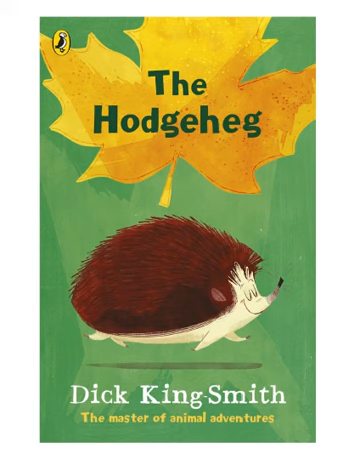 The
Hodgeheg
Dick King-Smith
The master of animal adventures